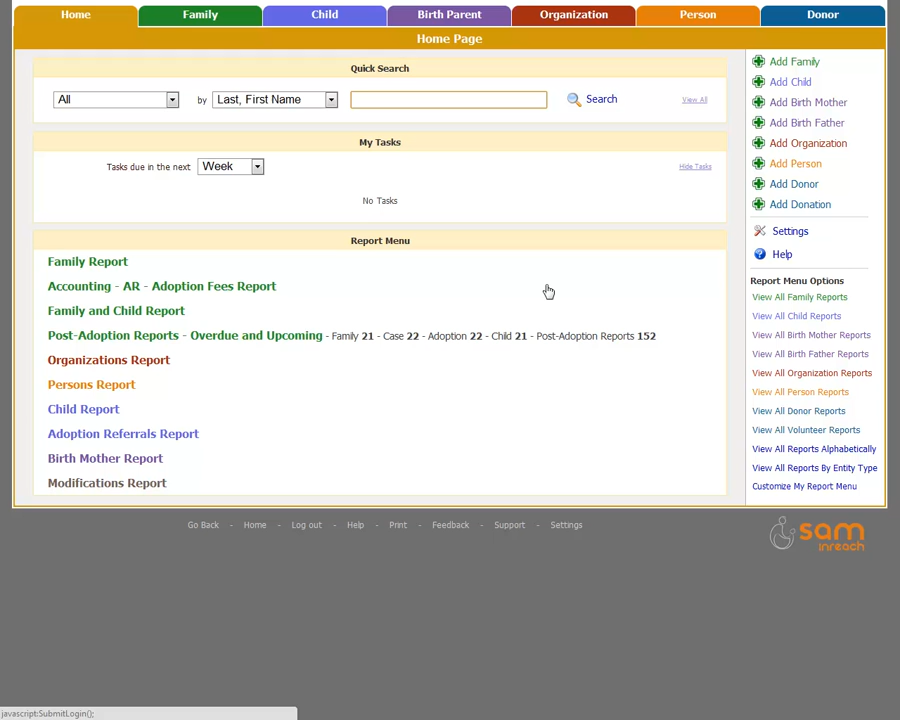 Home Family Child Birth Parent Organization Person Donor
Home Page
Quick Search
All by Last, First Name Search View All
My Tasks
Tasks due in the next Week Hide Tasks
No Tasks
Report Menu
Family Report
Accounting - AR - Adoption Fees Report
Family and Child Report
Post-Adoption Reports - Overdue and Upcoming - Family 21 - Case 22 - Adoption 22 - Child 21 - Post-Adoption Reports 152
Organizations Report
Persons Report
Child Report
Adoption Referrals Report
Birth Mother Report
Modifications Report
Add Family
Add Child
Add Birth Mother
Add Birth Father
Add Organization
Add Person
Add Donor
Add Donation
Settings
Help
Report Menu Options
View All Family Reports
View All Child Reports
View All Birth Mother Reports
View All Birth Father Reports
View All Organization Reports
View All Person Reports
View All Donor Reports
View All Volunteer Reports
View All Reports Alphabetically
View All Reports By Entity Type
Customize My Report Menu
Go Back - Home - Log out - Help - Print - Feedback - Support - Settings
sam
inreach
javascript:SubmitLogin();